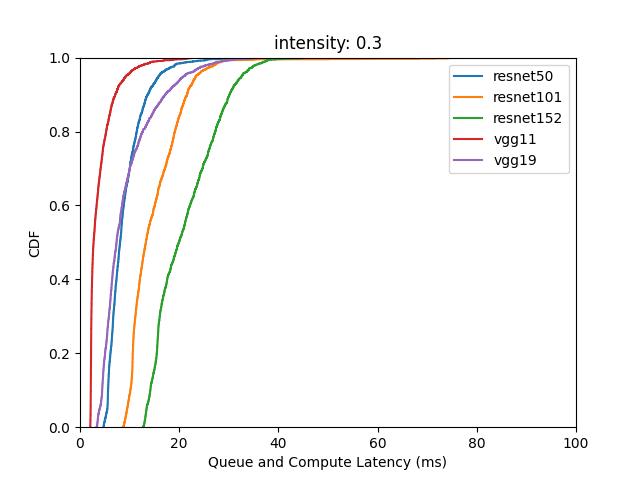 intensity: 0.3
1.0
0.8
0.6
0.4
0.2
0.0
CDF
resnet50
resnet101
resnet152
vgg11
vgg19
0 20 40 60 80 100
Queue and Compute Latency (ms)